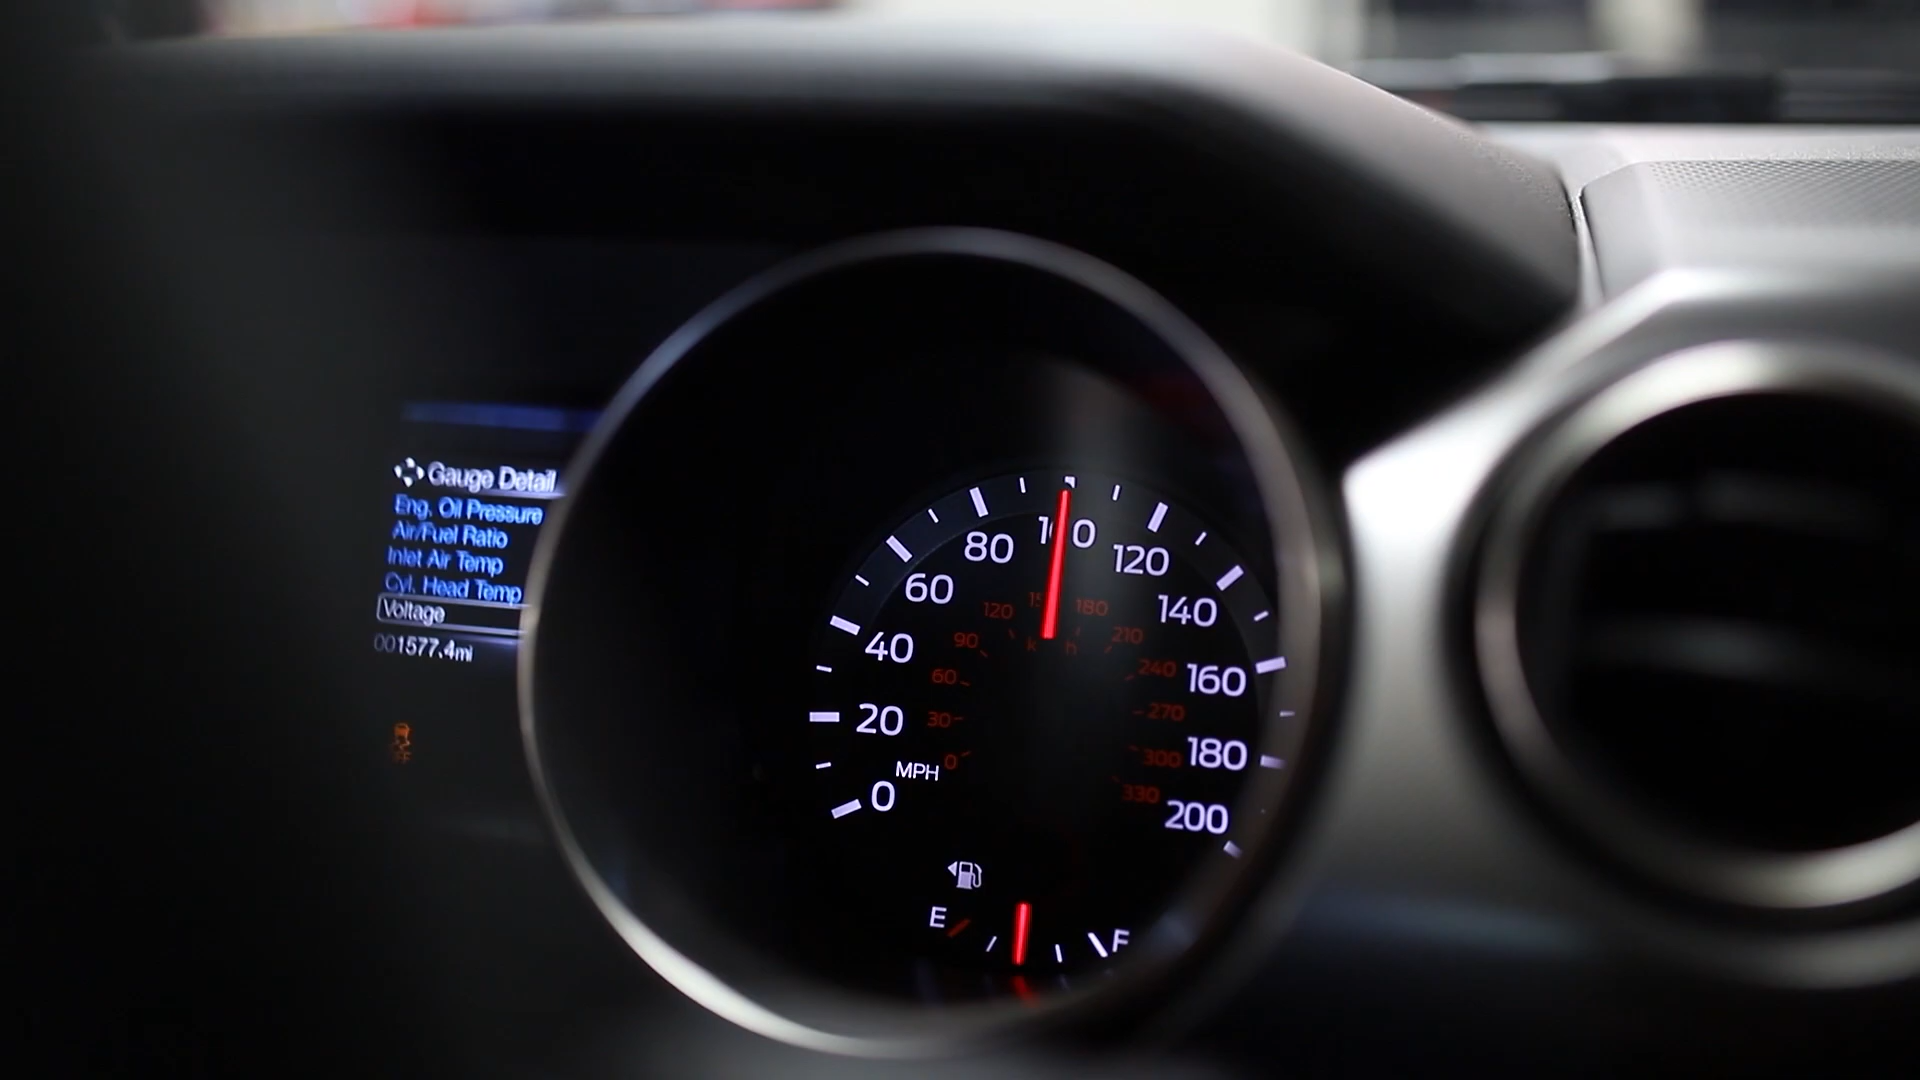 Gauge Detail
Eng. Oil Pressure
Air/Fuel Ratio
Inlet Air Temp
Cyl. Head Temp
Voltage
001577.4mi
OFF
0
20
40
60
80
100
120
140
160
180
200
MPH
0
30
60
90
120
180
210
240
270
300
330
k h
E
F